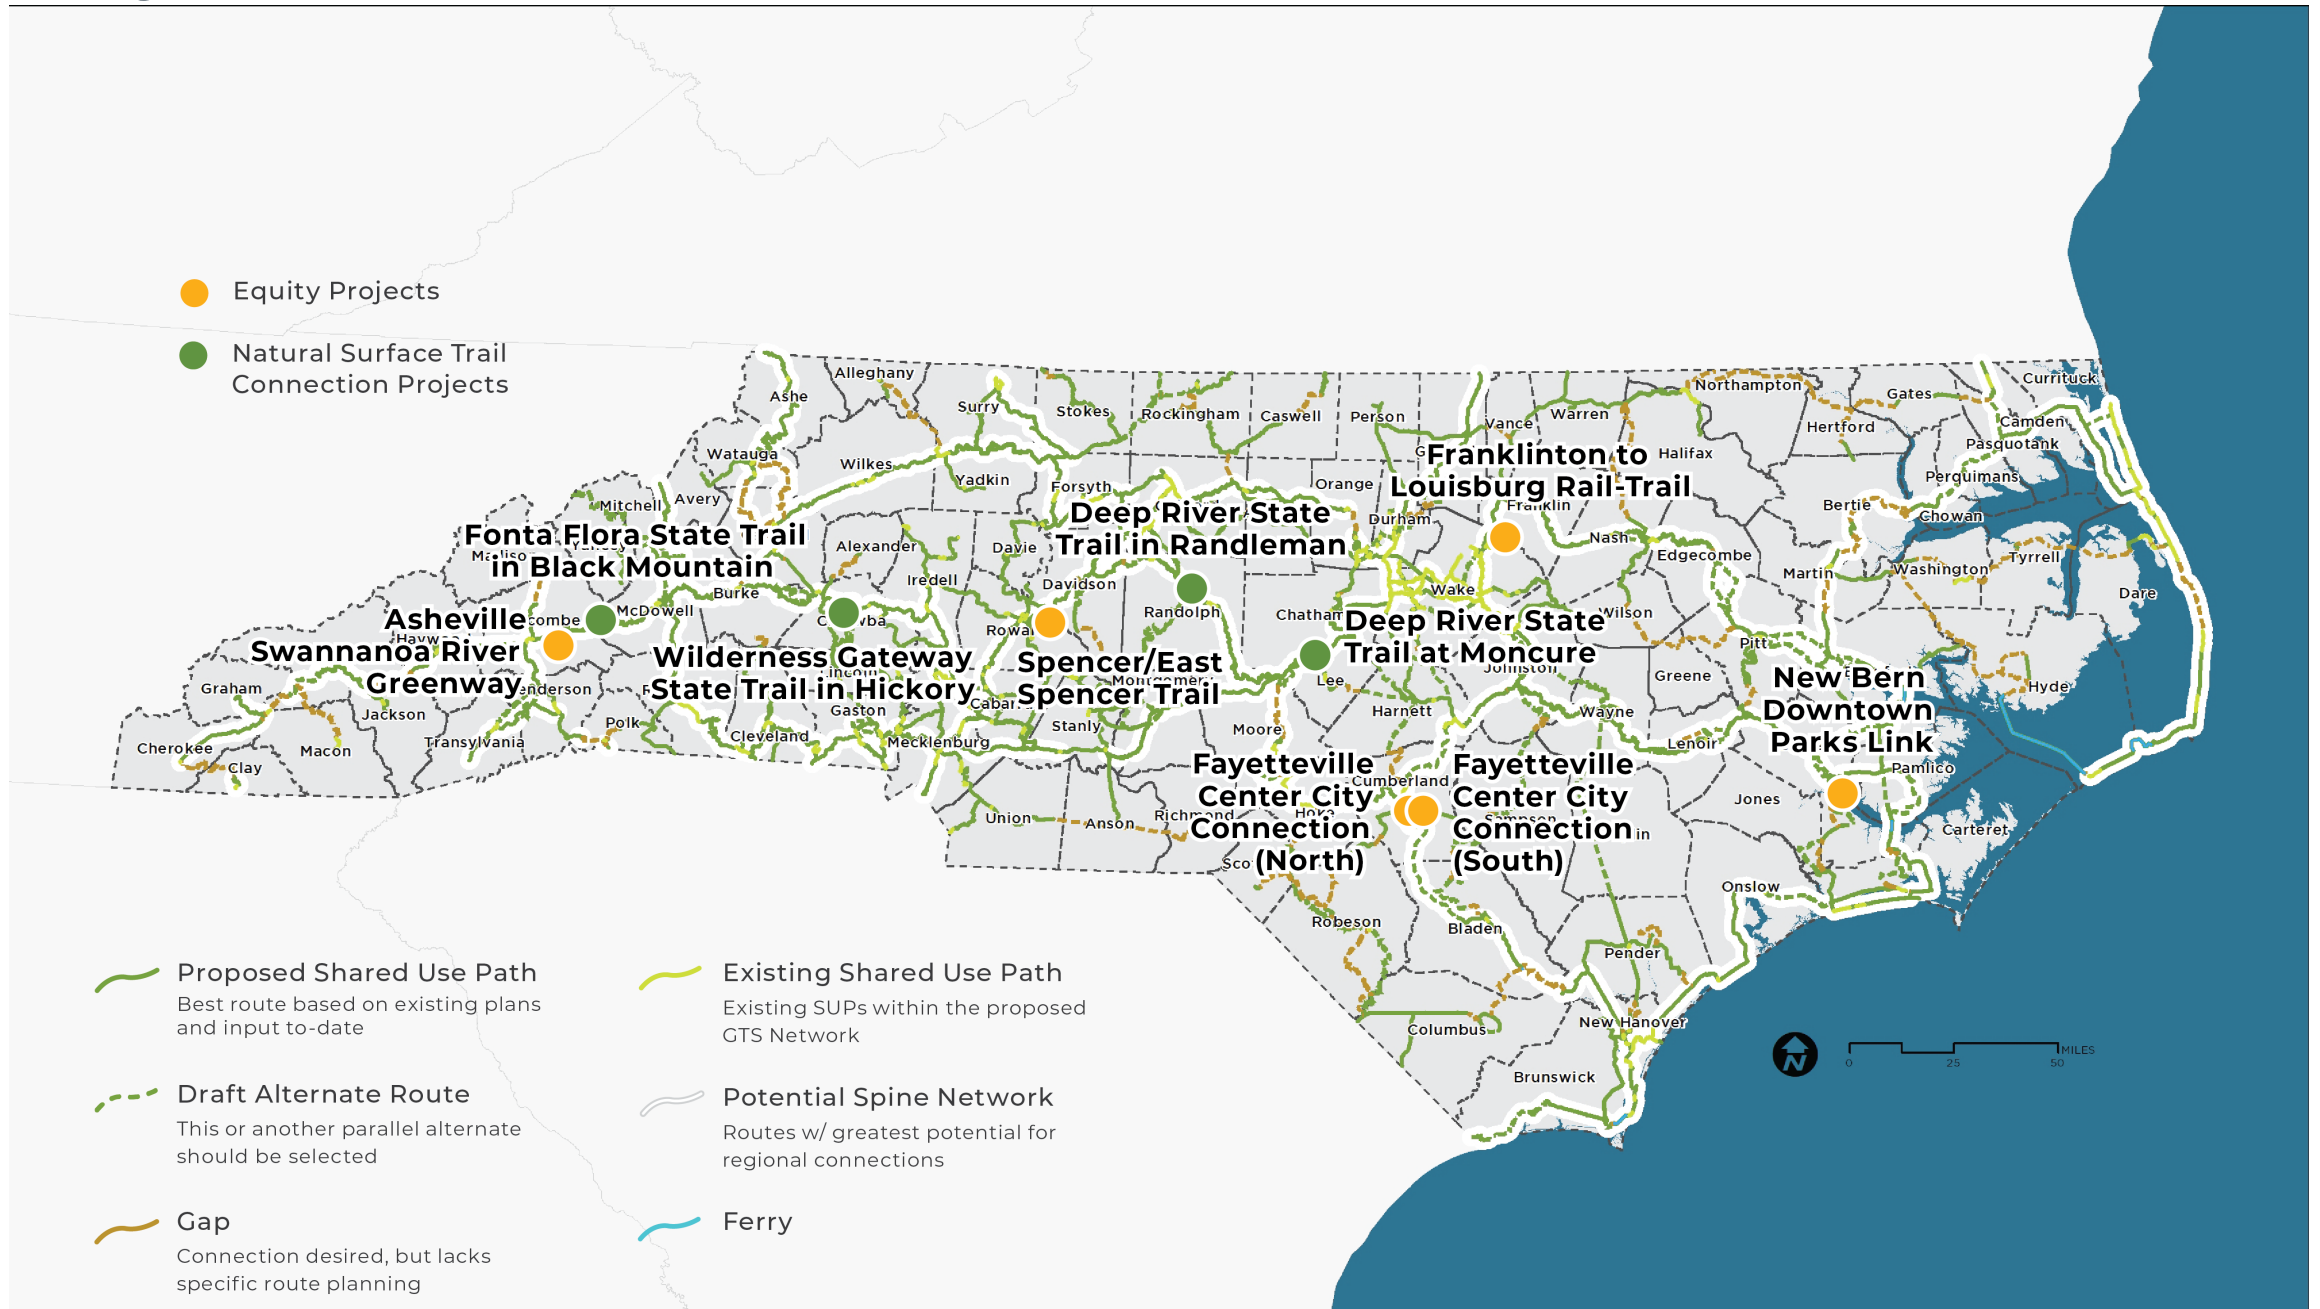 Equity Projects
Natural Surface Trail
Connection Projects
Alleghany
Ashe
Surry
Stokes
Rockingham
Caswell
Person
Vance
Warren
Northampton
Gates
Currituck
Hertford
Camden
Pasquotank
Halifax
Watauga
Wilkes
Yadkin
Forsyth
Orange
Franklinton to
Louisburg Rail-Trail
Franklin
Perquimans
Bertie
Chowan
Mitchell
Avery
Fonta Flora State Trail
in Black Mountain
Alexander
Davie
Deep River State
Trail in Randleman
Durham
Nash
Edgecombe
Tyrrell
Martin
Washington
Iredell
Davidson
Burke
Wake
Dare
McDowell
Randolph
Chatham
Wilson
Asheville
Swannanoa River
Greenway
Wilderness Gateway
State Trail in Hickory
Spencer/East
Spencer Trail
Montgomery
Deep River State
Trail at Moncure
Johnston
Lee
Pitt
Greene
New Bern
Downtown
Parks Link
Hyde
Graham
Jackson
Polk
Gaston
Stanly
Moore
Harnett
Wayne
Cherokee
Macon
Clay
Transylvania
Cleveland
Mecklenburg
Lenoir
Pamlico
Fayetteville
Center City
Connection
(North)
Cumberland
Fayetteville
Center City
Connection
(South)
Hoke
Sampson
Jones
Union
Anson
Richmond
Carteret
Onslow
Robeson
Bladen
Pender
Columbus
New Hanover
Brunswick
N
MILES
0 25 50
Proposed Shared Use Path
Best route based on existing plans
and input to-date
Existing Shared Use Path
Existing SUPs within the proposed
GTS Network
Draft Alternate Route
This or another parallel alternate
should be selected
Potential Spine Network
Routes w/ greatest potential for
regional connections
Gap
Connection desired, but lacks
specific route planning
Ferry